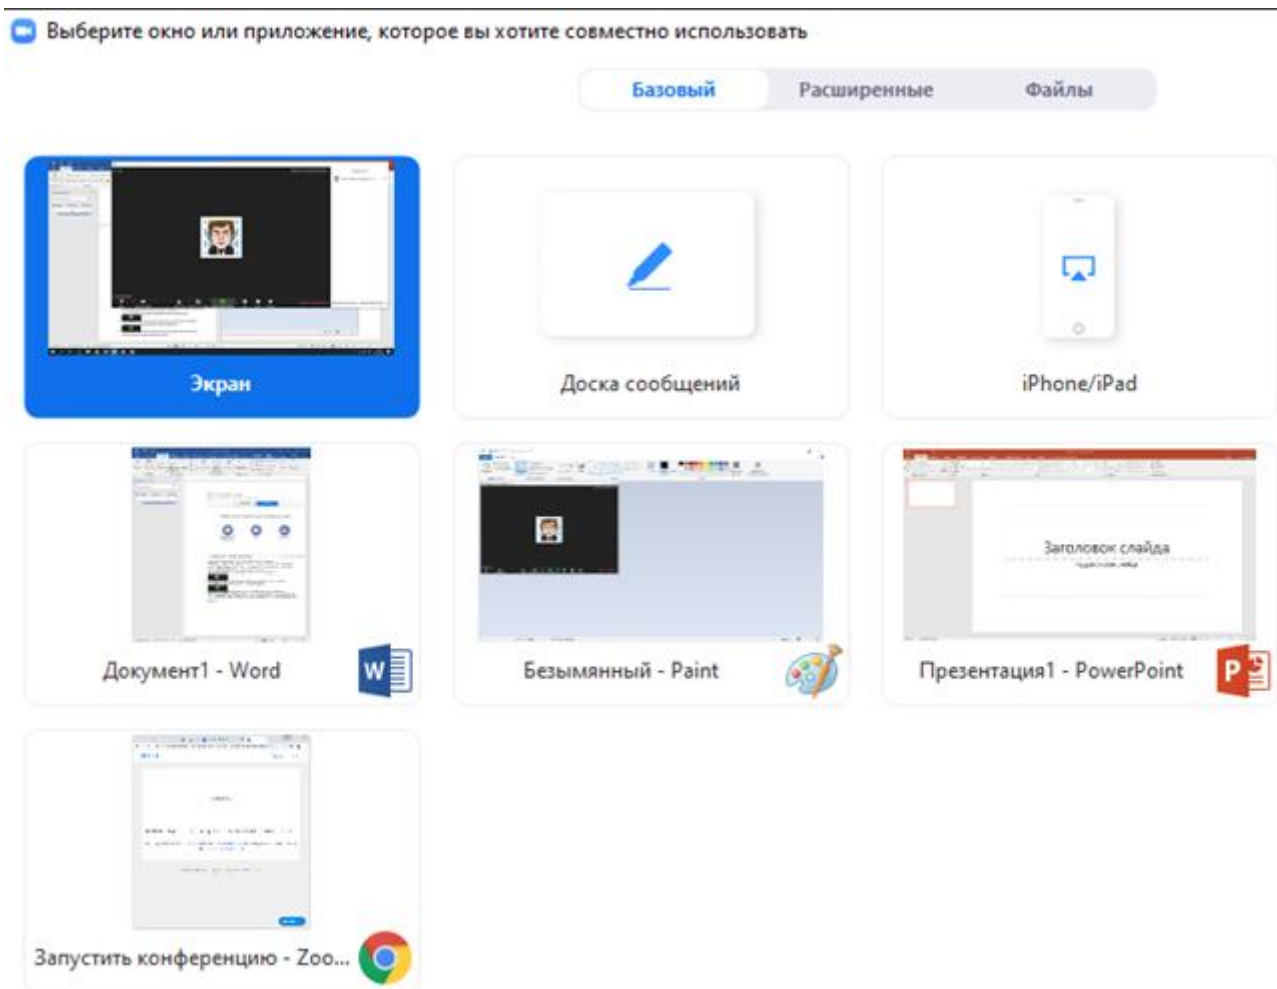 Выберите окно или приложение, которое вы хотите совместно использовать
Базовый Расширенные Файлы
Экран Доска сообщений iPhone/iPad
Заголовок слайда
Документ1 - Word Безымянный - Paint Презентация1 - PowerPoint
Запустить конференцию - Zoo...